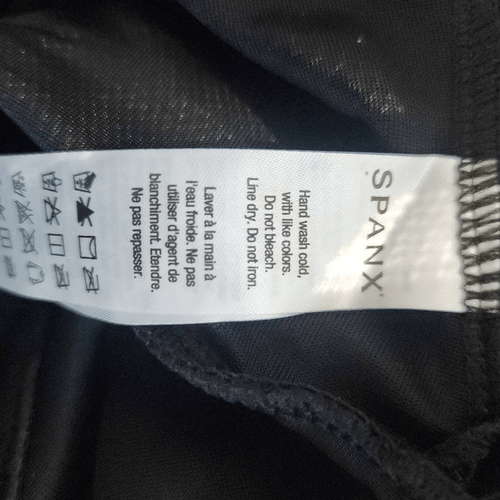 SPANX®
Hand wash cold,
with like colors.
Do not bleach.
Line dry. Do not iron.
Laver à la main à
l'eau froide. Ne pas
utiliser d'agent de
blanchiment. Etendre.
Ne pas repasser.